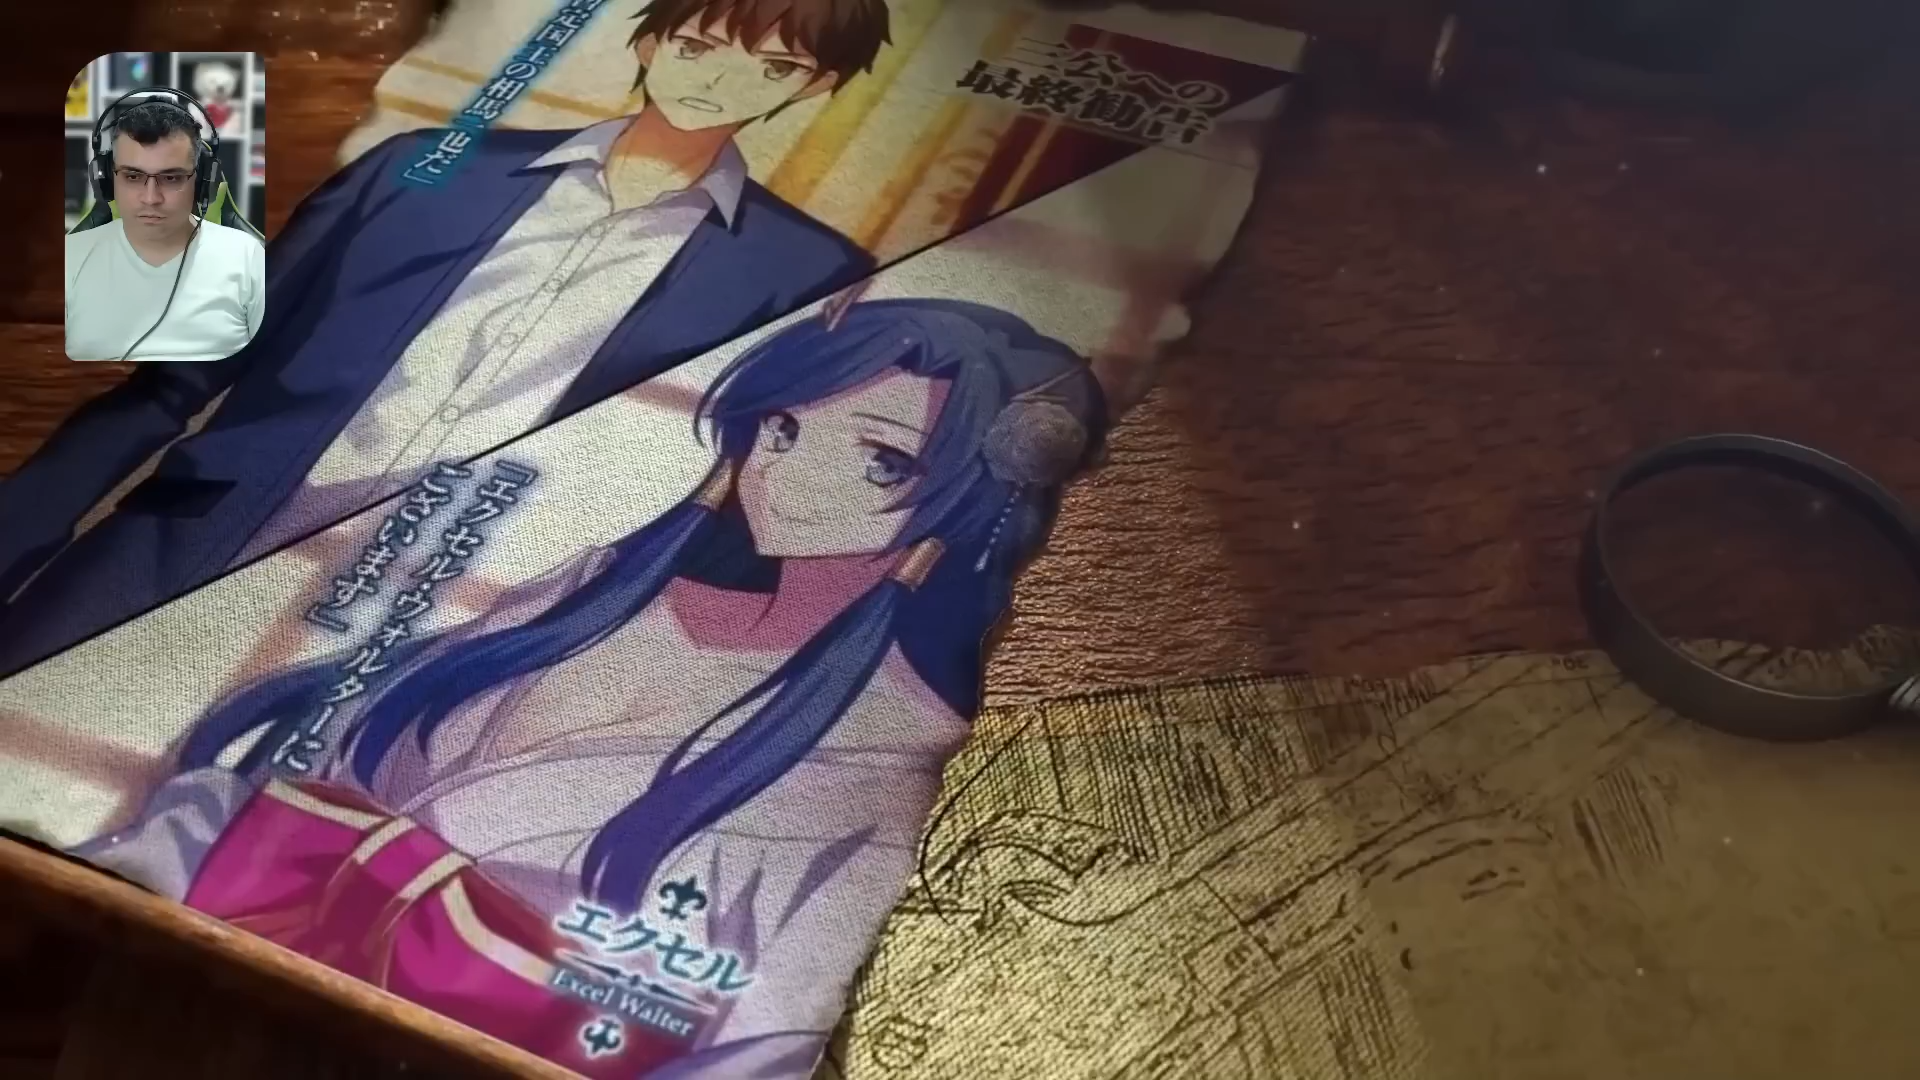 三公への
最終勧告
定国王の相馬一也だ」
「エクセル・ウォルターに
ございます」
エクセル
Excel Walter